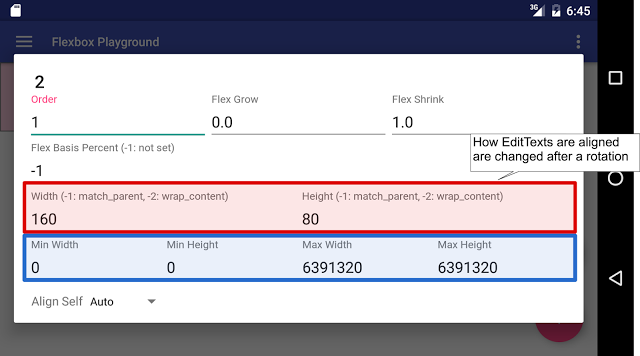 3G 6:45
Flexbox Playground
2
Order Flex Grow Flex Shrink
1 0.0 1.0
How EditTexts are aligned
are changed after a rotation
Flex Basis Percent (-1: not set)
-1
Width (-1: match_parent, -2: wrap_content) Height (-1: match_parent, -2: wrap_content)
160 80
Min Width Min Height Max Width Max Height
0 0 6391320 6391320
Align Self Auto